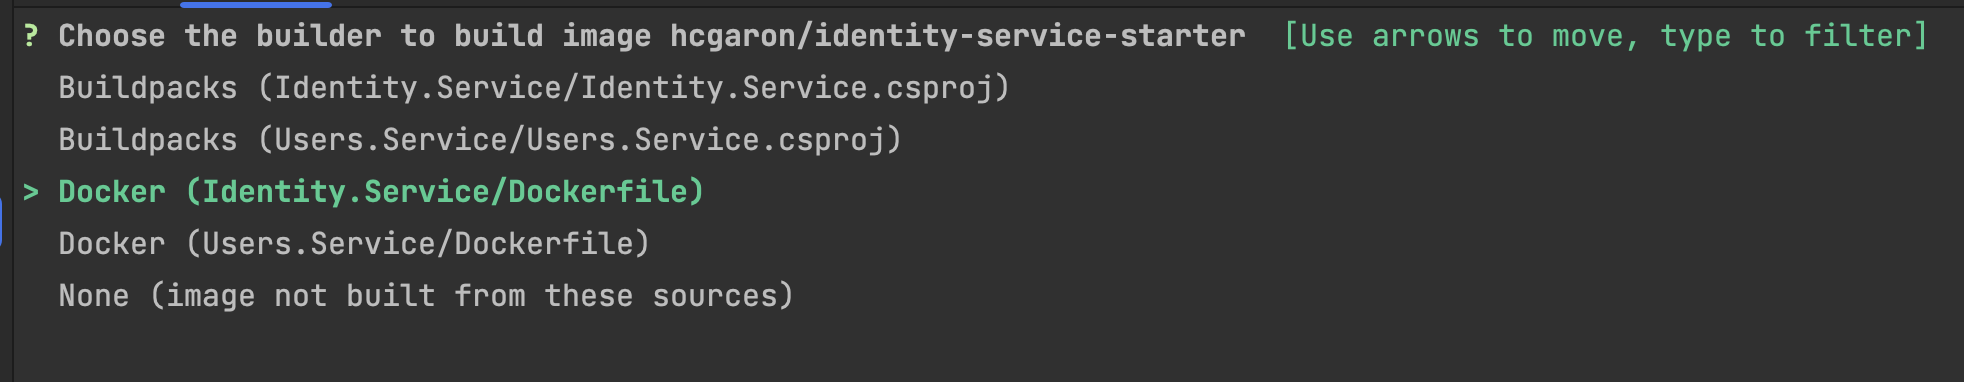 ? Choose the builder to build image hcgaron/identity-service-starter  [Use arrows to move, type to filter]
Buildpacks (Identity.Service/Identity.Service.csproj)
Buildpacks (Users.Service/Users.Service.csproj)
> Docker (Identity.Service/Dockerfile)
Docker (Users.Service/Dockerfile)
None (image not built from these sources)